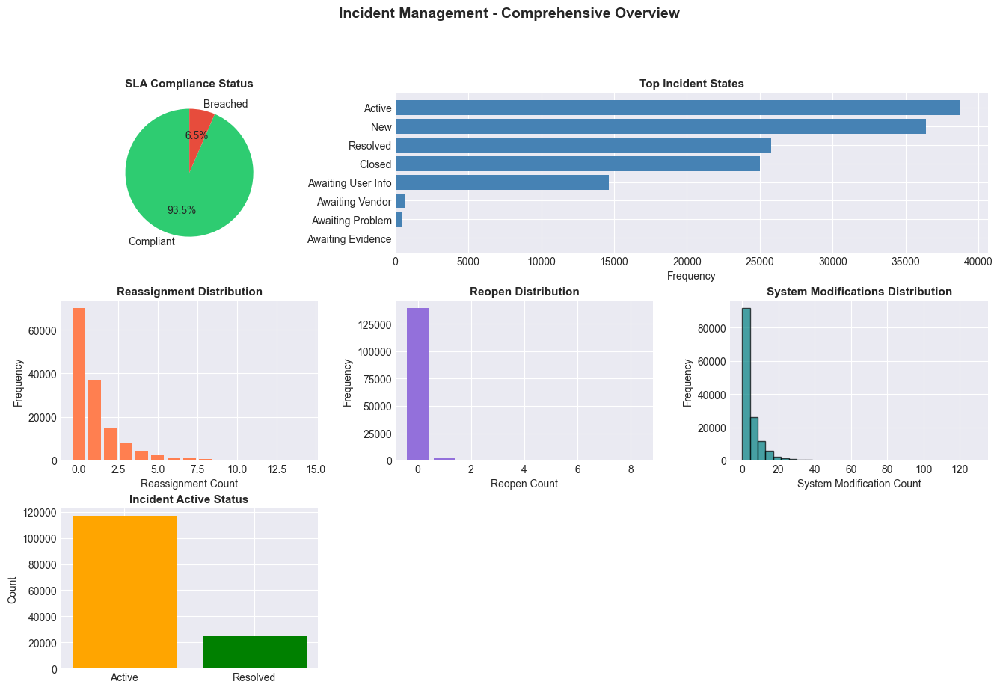 Incident Management - Comprehensive Overview
SLA Compliance Status
Breached
6.5%
93.5%
Compliant
Top Incident States
Active
New
Resolved
Closed
Awaiting User Info
Awaiting Vendor
Awaiting Problem
Awaiting Evidence
0 5000 10000 15000 20000 25000 30000 35000 40000
Frequency
Reassignment Distribution
Frequency
60000
40000
20000
0
0.0 2.5 5.0 7.5 10.0 12.5 15.0
Reassignment Count
Reopen Distribution
Frequency
125000
100000
75000
50000
25000
0
0 2 4 6 8
Reopen Count
System Modifications Distribution
Frequency
80000
60000
40000
20000
0
0 20 40 60 80 100 120
System Modification Count
Incident Active Status
Count
120000
100000
80000
60000
40000
20000
0
Active Resolved